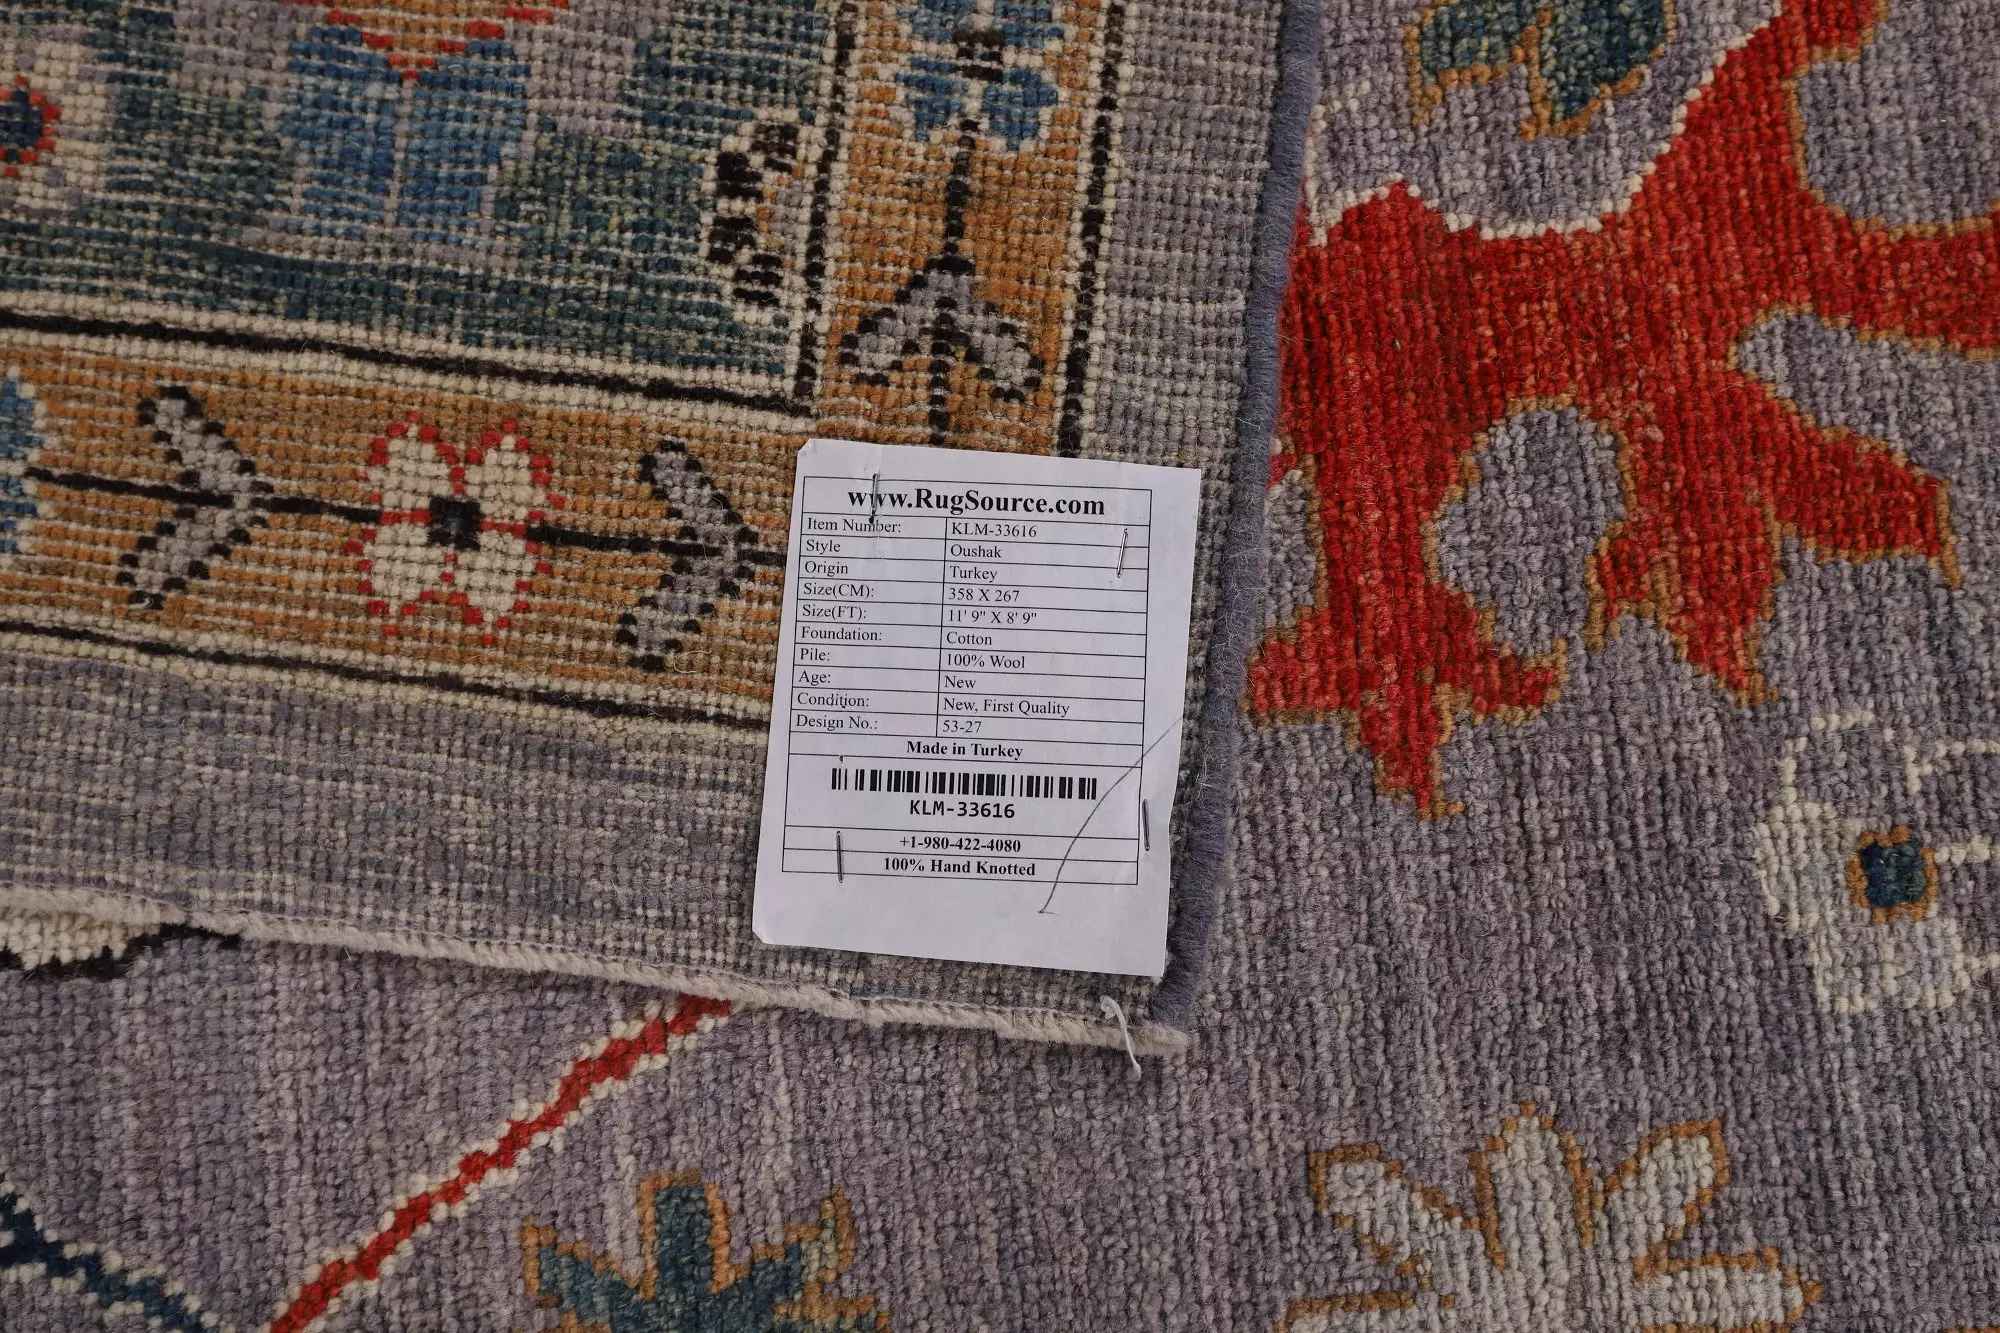 www.RugSource.com
Item Number: KLM-33616
Style Oushak
Origin Turkey
Size(CM): 358 X 267
Size(FT): 11' 9" X 8' 9"
Foundation: Cotton
Pile: 100% Wool
Age: New
Condition: New, First Quality
Design No.: 53-27
Made in Turkey
KLM-33616
+1-980-422-4080
100% Hand Knotted